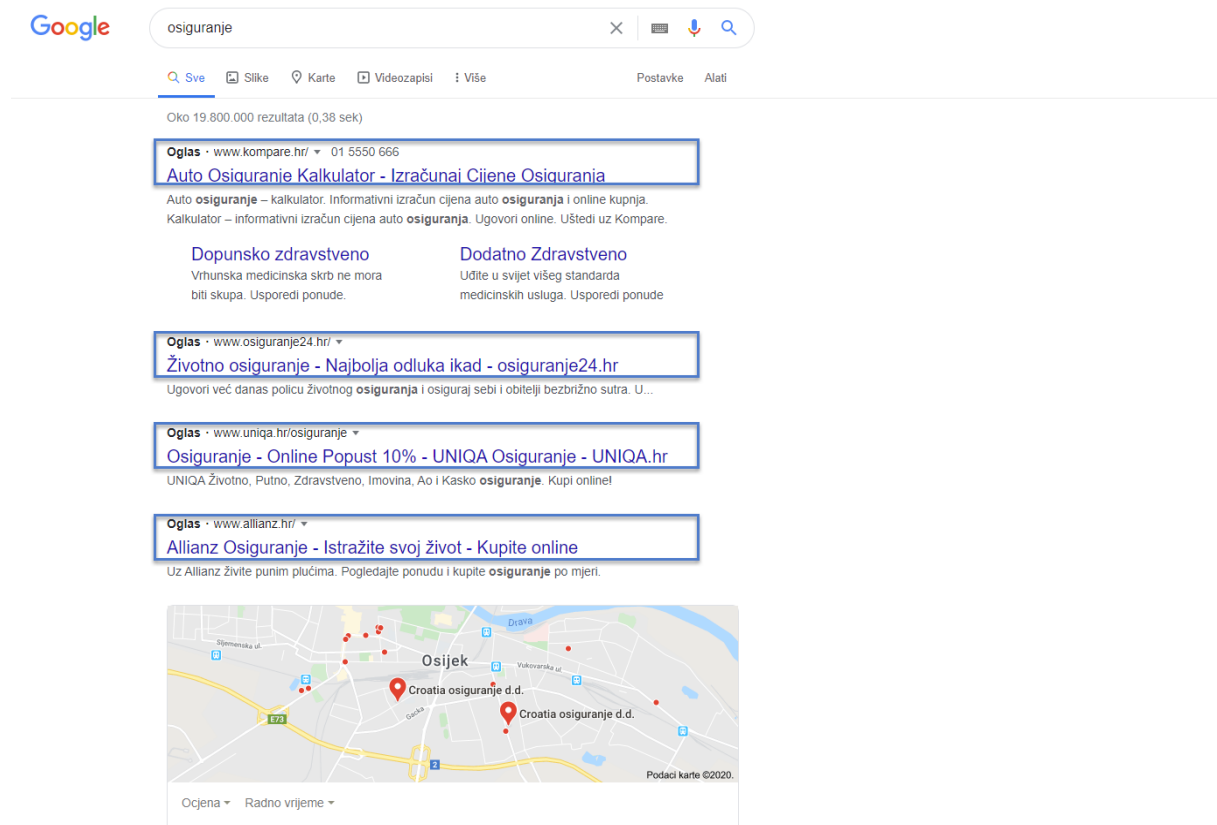 Google
osiguranje
Sve Slike Karte Videozapisi Više Postavke Alati
Oko 19.800.000 rezultata (0,38 sek)
Oglas · www.kompare.hr/ 01 5550 666
Auto Osiguranje Kalkulator - Izračunaj Cijene Osiguranja
Auto osiguranje – kalkulator. Informativni izračun cijena auto osiguranja i online kupnja.
Kalkulator – informativni izračun cijena auto osiguranja. Ugovori online. Uštedi uz Kompare.
Dopunsko zdravstveno
Vrhunska medicinska skrb ne mora
biti skupa. Usporedi ponude.
Dodatno Zdravstveno
Uđite u svijet višeg standarda
medicinskih usluga. Usporedi ponude
Oglas · www.osiguranje24.hr/
Životno osiguranje - Najbolja odluka ikad - osiguranje24.hr
Ugovori već danas policu životnog osiguranja i osiguraj sebi i obitelji bezbrižno sutra. U...
Oglas · www.uniqa.hr/osiguranje
Osiguranje - Online Popust 10% - UNIQA Osiguranje - UNIQA.hr
UNIQA Životno, Putno, Zdravstveno, Imovina, Ao i Kasko osiguranje. Kupi online!
Oglas · www.allianz.hr/
Allianz Osiguranje - Istražite svoj život - Kupite online
Uz Allianz živite punim plućima. Pogledajte ponudu i kupite osiguranje po mjeri.
Drava
Sljemenska ul.
Osijek
Vukovarska ul.
Croatia osiguranje d.d.
Gacka
Croatia osiguranje d.d.
E73
2
Podaci karte ©2020.
Ocjena Radno vrijeme